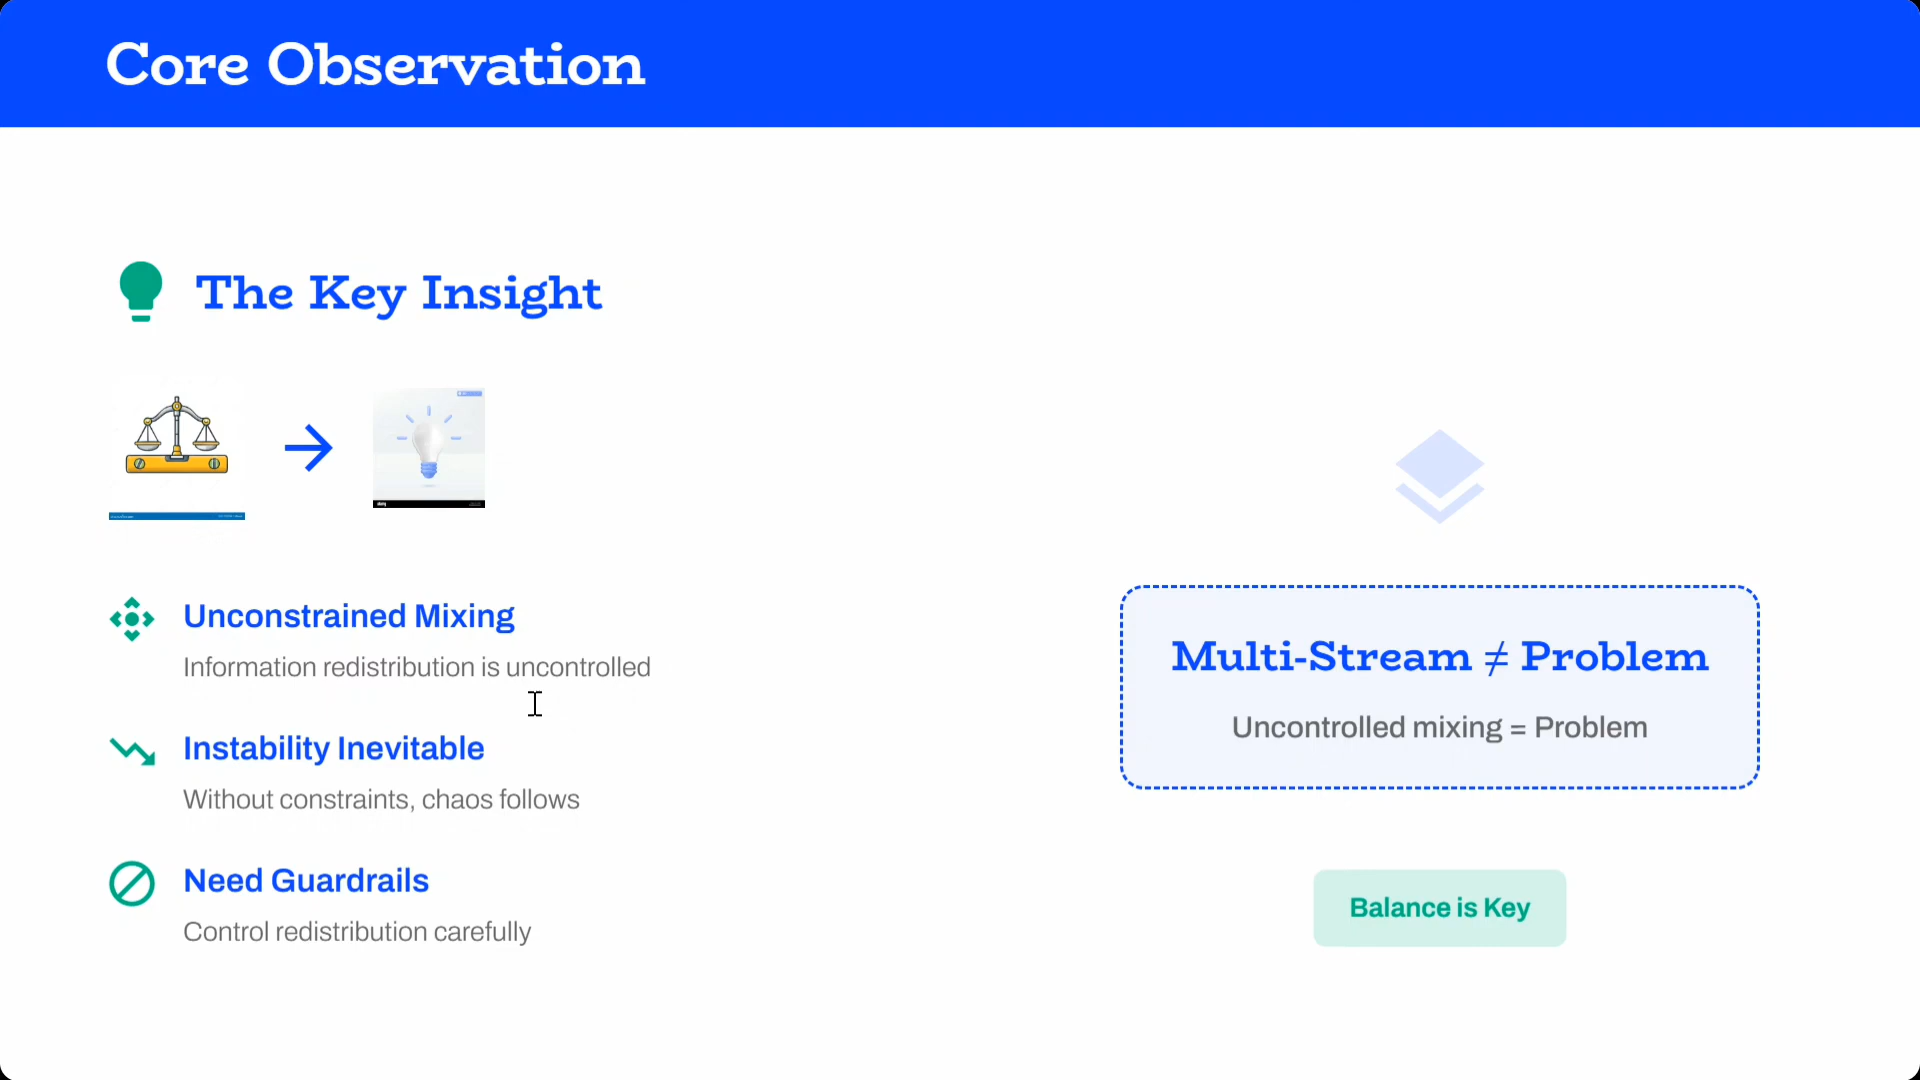 Core Observation
The Key Insight
Unconstrained Mixing
Information redistribution is uncontrolled
Instability Inevitable
Without constraints, chaos follows
Need Guardrails
Control redistribution carefully
Multi-Stream ≠ Problem
Uncontrolled mixing = Problem
Balance is Key